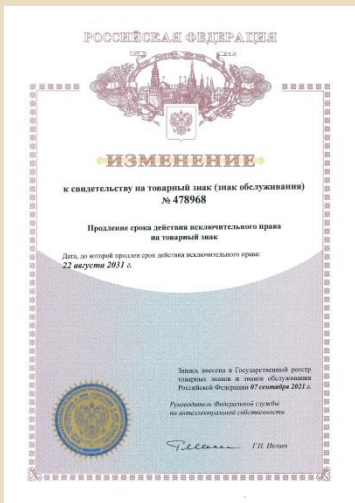 РОССИЙСКАЯ ФЕДЕРАЦИЯ
ИЗМЕНЕНИЕ
к свидетельству на товарный знак (знак обслуживания)
№ 478968
Продление срока действия исключительного права
на товарный знак
Дата, до которой продлен срок действия исключительного права:
22 августа 2031 г.
Запись внесена в Государственный реестр
товарных знаков и знаков обслуживания
Российской Федерации 07 сентября 2021 г.
Руководитель Федеральной службы
по интеллектуальной собственности
Г.П. Ивлиев